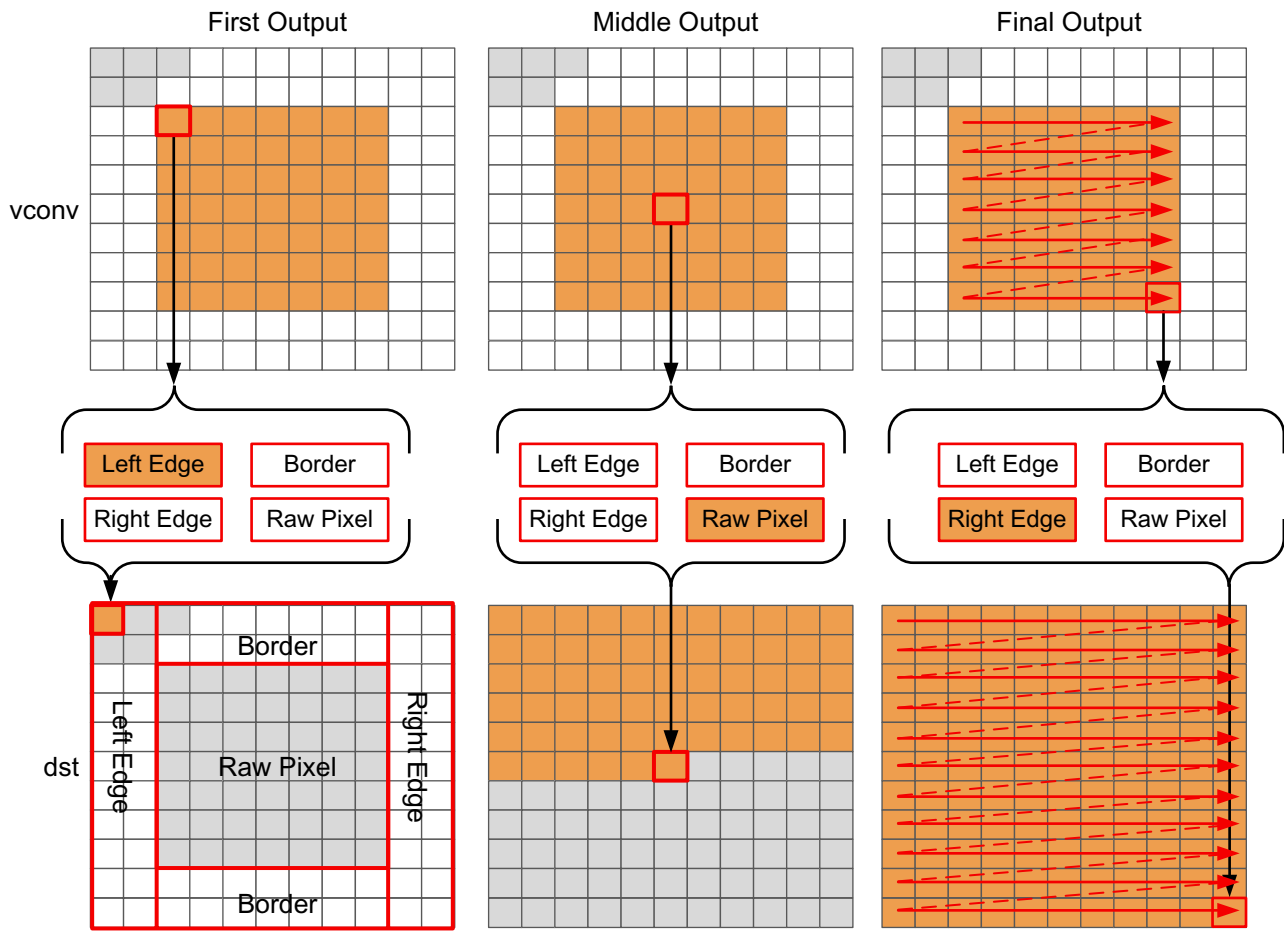 First Output
Middle Output
Final Output
vconv
Left Edge
Border
Right Edge
Raw Pixel
Left Edge
Border
Right Edge
Raw Pixel
Left Edge
Border
Right Edge
Raw Pixel
dst
Border
Left Edge
Raw Pixel
Right Edge
Border